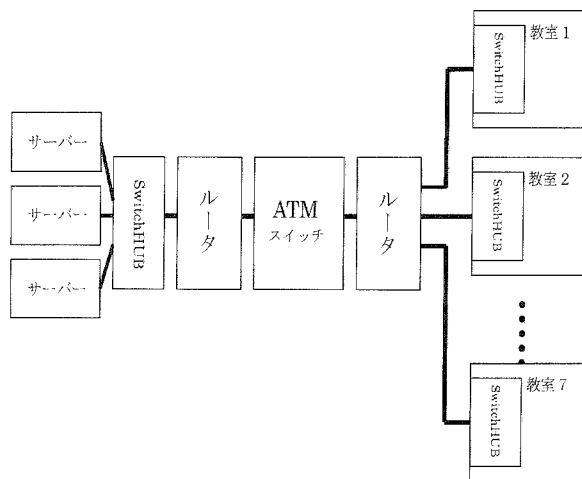 サーバー
サーバー
サーバー
SwitchHUB
ルータ
ATM
スイッチ
ルータ
教室 1
SwitchHUB
教室 2
SwitchHUB
教室 7
SwitchHUB